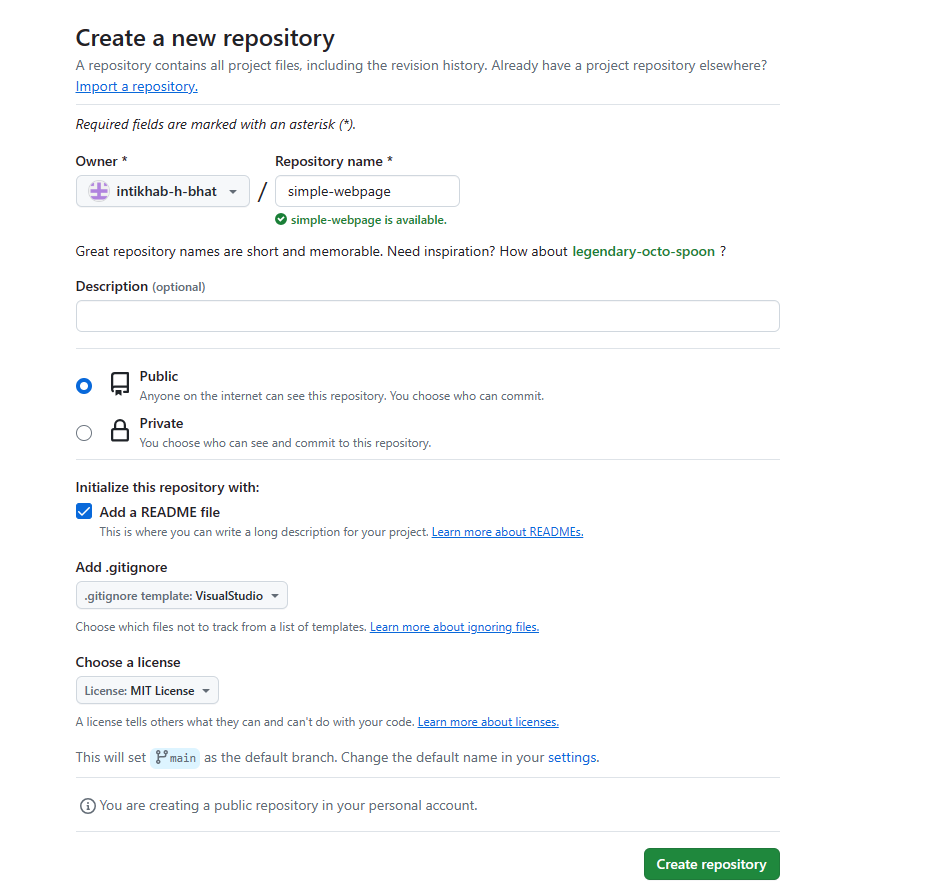 Create a new repository
A repository contains all project files, including the revision history. Already have a project repository elsewhere?
Import a repository.
Required fields are marked with an asterisk (*).
Owner *
Repository name *
intikhab-h-bhat
/
simple-webpage
simple-webpage is available.
Great repository names are short and memorable. Need inspiration? How about legendary-octo-spoon ?
Description (optional)
Public
Anyone on the internet can see this repository. You choose who can commit.
Private
You choose who can see and commit to this repository.
Initialize this repository with:
Add a README file
This is where you can write a long description for your project. Learn more about READMEs.
Add .gitignore
.gitignore template: VisualStudio
Choose which files not to track from a list of templates. Learn more about ignoring files.
Choose a license
License: MIT License
A license tells others what they can and can't do with your code. Learn more about licenses.
This will set main as the default branch. Change the default name in your settings.
You are creating a public repository in your personal account.
Create repository